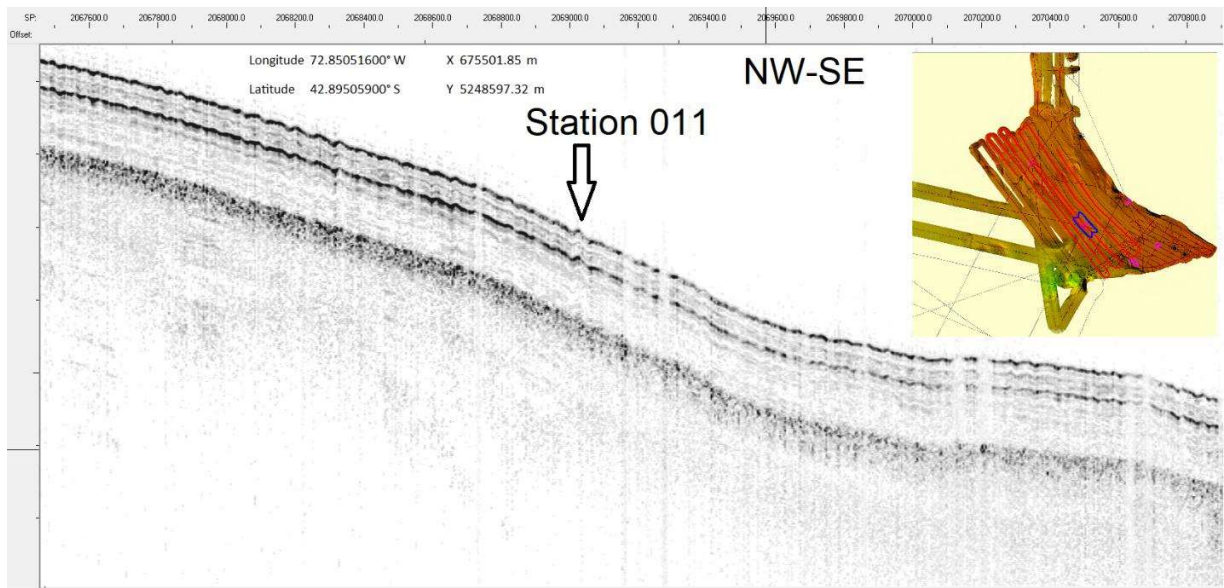 SP: 2067600.0 2067800.0 2068000.0 2068200.0 2068400.0 2068600.0 2068800.0 2069000.0 2069200.0 2069400.0 2069600.0 2069800.0 2070000.0 2070200.0 2070400.0 2070600.0 2070800.0
Offset:
Longitude 72.85051600° W X 675501.85 m
Latitude 42.89505900° S Y 5248597.32 m
NW-SE
Station 011